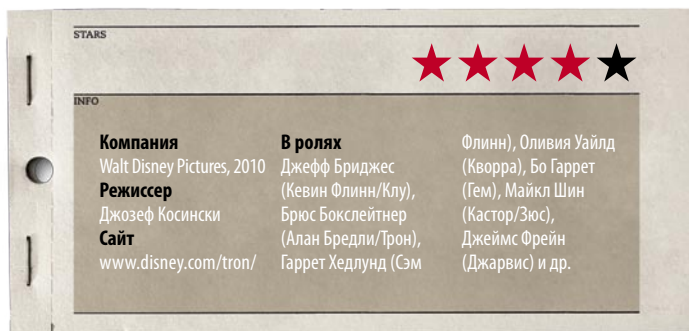 STARS
INFO
Компания
Walt Disney Pictures, 2010
Режиссер
Джозеф Косински
Сайт
www.disney.com/tron/
В ролях
Джефф Бриджес
(Кевин Флинн/Клу),
Брюс Бокслейтнер
(Алан Бредли/Трон),
Гаррет Хедлунд (Сэм
Флинн), Оливия Уайлд
(Кворра), Бо Гаррет
(Гем), Майкл Шин
(Кастор/Зюс),
Джеймс Фрейн
(Джарвис) и др.